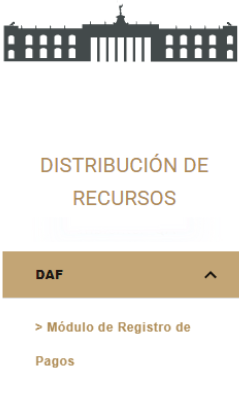 DISTRIBUCIÓN DE
RECURSOS
DAF
> Módulo de Registro de
Pagos